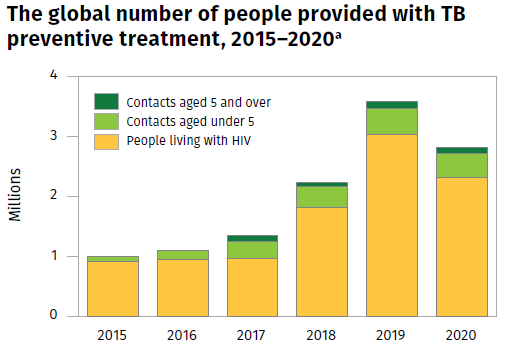 The global number of people provided with TB
preventive treatment, 2015–2020ª
4
3
2
1
0
Millions
Contacts aged 5 and over
Contacts aged under 5
People living with HIV
2015
2016
2017
2018
2019
2020